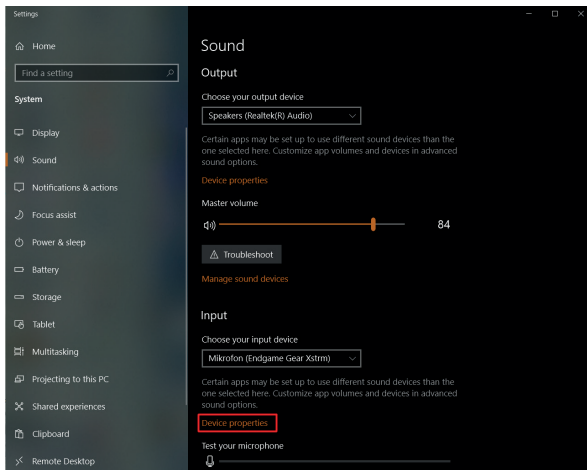 Settings
Home
Find a setting
System
Display
Sound
Notifications & actions
Focus assist
Power & sleep
Battery
Storage
Tablet
Multitasking
Projecting to this PC
Shared experiences
Clipboard
Remote Desktop
Sound
Output
Choose your output device
Speakers (Realtek(R) Audio)
Certain apps may be set up to use different sound devices than the
one selected here. Customize app volumes and devices in advanced
sound options.
Device properties
Master volume
84
Troubleshoot
Manage sound devices
Input
Choose your input device
Mikrofon (Endgame Gear Xstrm)
Certain apps may be set up to use different sound devices than the
one selected here. Customize app volumes and devices in advanced
sound options.
Device properties
Test your microphone